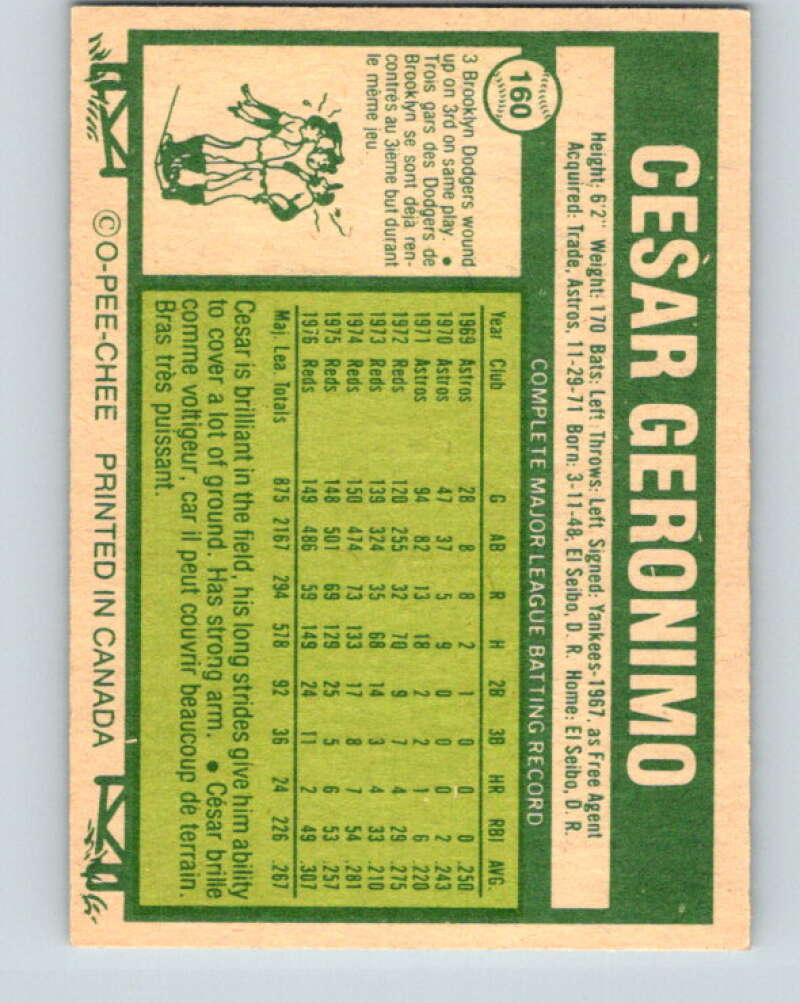 160
CESAR GERONIMO
Height: 6'2" Weight: 170 Bats: Left Throws: Left Signed: Yankees-1967, as Free Agent
Acquired: Trade, Astros, 11-29-71 Born: 3-11-48, El Seibo, D. R. Home: El Seibo, D. R.
3 Brooklyn Dodgers wound
up on 3rd on same play. •
Trois gars des Dodgers de
Brooklyn se sont déja ren-
contrés au 3ieme but durant
le même jeu.
COMPLETE MAJOR LEAGUE BATTING RECORD
Year Club G AB R H 2B 3B HR RBI AVG.
1969 Astros 28 8 8 2 1 0 0 0 .250
1970 Astros 47 37 5 9 0 0 0 2 .243
1971 Astros 94 82 13 18 2 2 1 6 .220
1972 Reds 120 255 32 70 9 7 4 29 .275
1973 Reds 139 324 35 68 14 3 4 33 .210
1974 Reds 150 474 73 133 17 8 7 54 .281
1975 Reds 148 501 69 129 25 5 6 53 .257
1976 Reds 149 486 59 149 24 11 2 49 .307
Maj. Lea Totals 875 2167 294 578 92 36 24 226 .267
Cesar is brilliant in the field, his long strides give him ability
to cover a lot of ground. Has strong arm. • César brille
comme voltigeur, car il peut couvrir beaucoup de terrain.
Bras très puissant.
©O-PEE-CHEE PRINTED IN CANADA